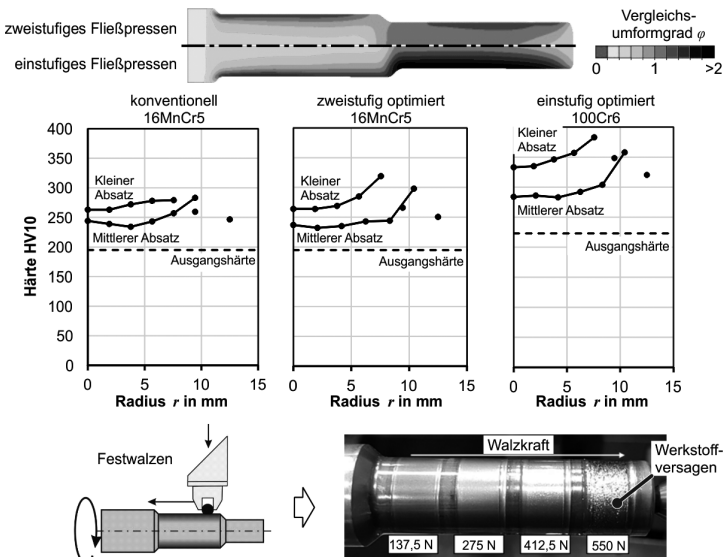 zweistufiges Fließpressen
einstufiges Fließpressen
Vergleichs-
umformgrad φ
0 1 >2
konventionell
16MnCr5
zweistufig optimiert
16MnCr5
einstufig optimiert
100Cr6
Härte HV10
400
350
300
250
200
150
100
50
0
Kleiner
Absatz
Mittlerer Absatz
Ausgangshärte
0 5 10 15
Radius r in mm
Kleiner
Absatz
Mittlerer Absatz
Ausgangshärte
0 5 10 15
Radius r in mm
Kleiner
Absatz
Mittlerer Absatz
Ausgangshärte
0 5 10 15
Radius r in mm
Festwalzen
Walzkraft
Werkstoff-
versagen
137,5 N 275 N 412,5 N 550 N